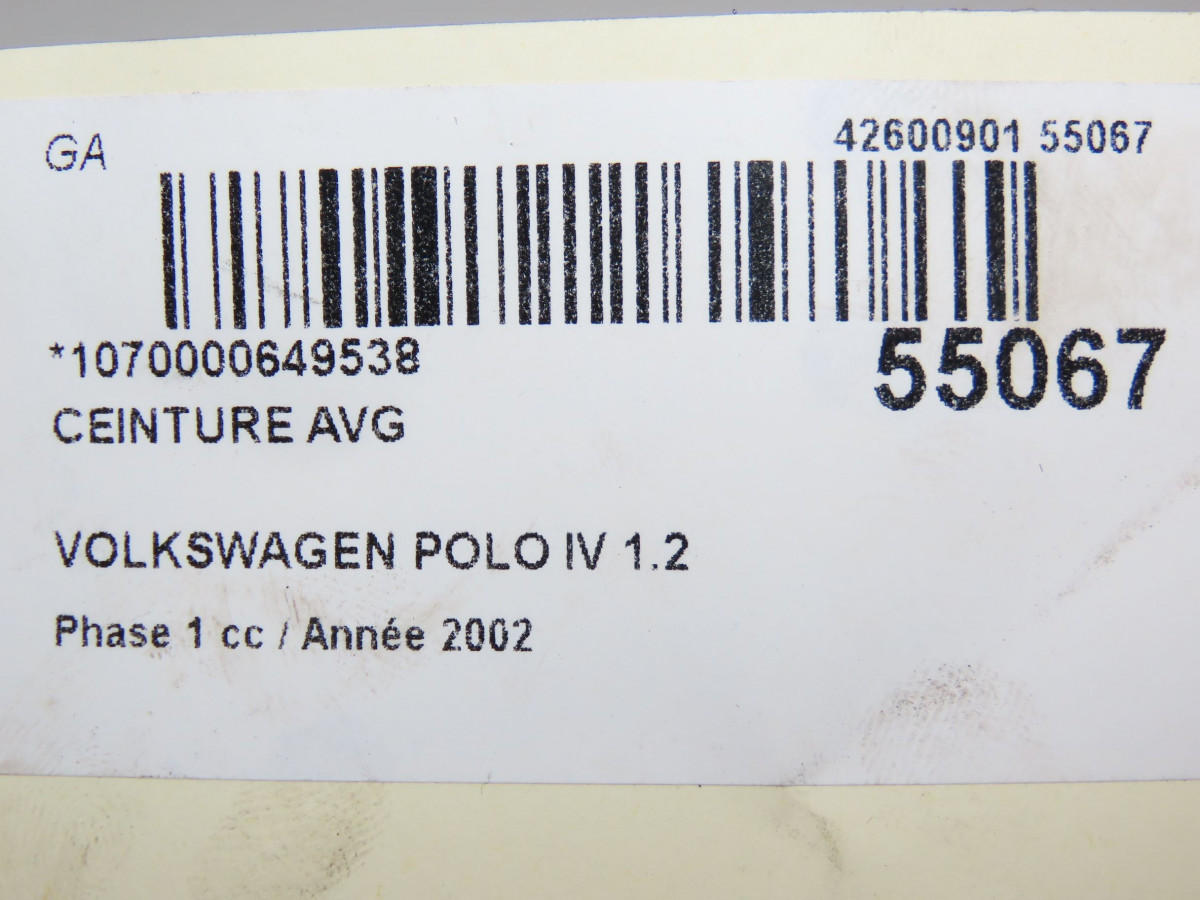 GA
42600901 55067
*1070000649538
55067
CEINTURE AVG
VOLKSWAGEN POLO IV 1.2
Phase 1 cc / Année 2002